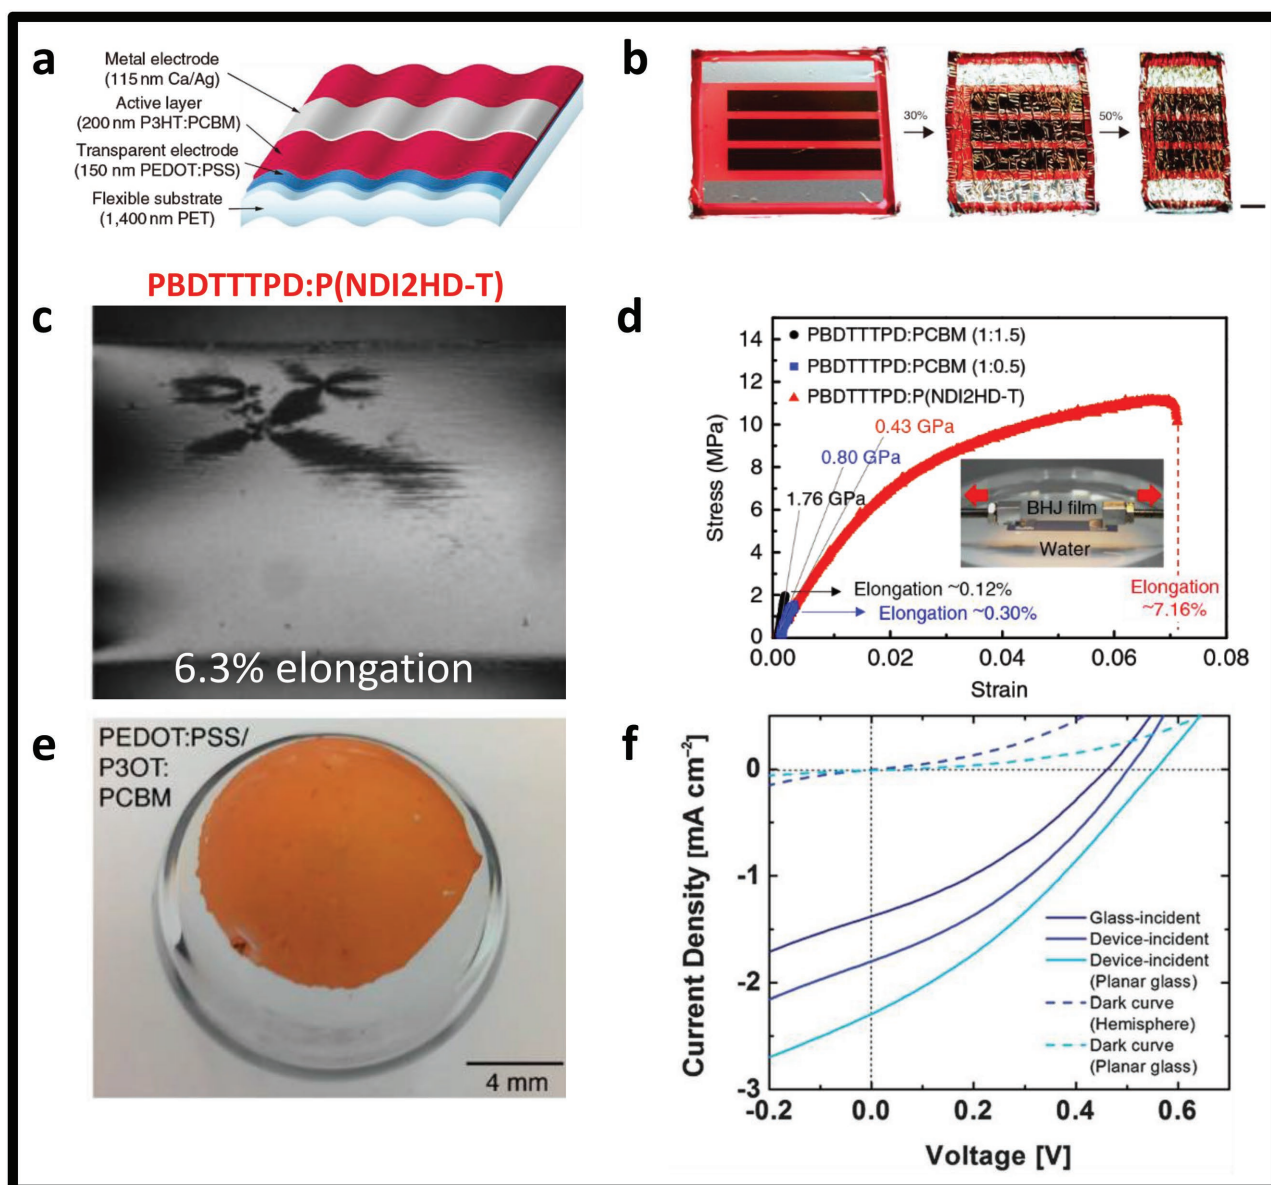 a
Metal electrode
(115 nm Ca/Ag)
Active layer
(200 nm P3HT:PCBM)
Transparent electrode
(150 nm PEDOT:PSS)
Flexible substrate
(1,400 nm PET)
b
30%
50%
PBDTTTPD:P(NDI2HD-T)
c
6.3% elongation
d
PBDTTTPD:PCBM (1:1.5)
PBDTTTPD:PCBM (1:0.5)
PBDTTTPD:P(NDI2HD-T)
0.43 GPa
0.80 GPa
1.76 GPa
BHJ film
Water
Elongation ~0.12%
Elongation ~0.30%
Elongation
~7.16%
Stress (MPa)
14
12
10
8
6
4
2
0
0.00 0.02 0.04 0.06 0.08
Strain
e
PEDOT:PSS/
P3OT:
PCBM
4 mm
f
Current Density [mA cm⁻²]
0
-1
-2
-3
Glass-incident
Device-incident
Device-incident
(Planar glass)
Dark curve
(Hemisphere)
Dark curve
(Planar glass)
-0.2 0.0 0.2 0.4 0.6
Voltage [V]